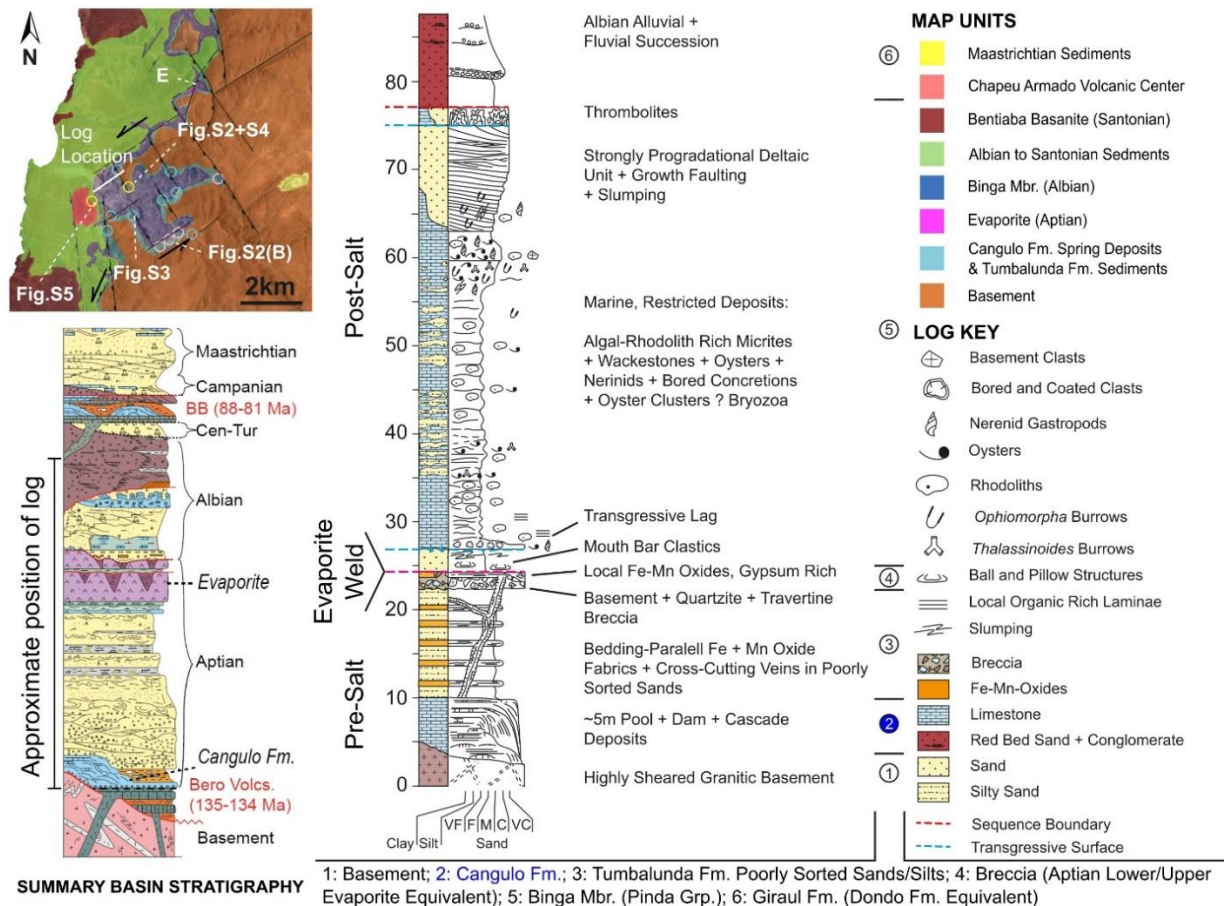 N
E
Fig.S2+S4
Log
Location
Fig.S2(B)
Fig.S3
Fig.S5
2km
Maastrichtian
Campanian
BB (88-81 Ma)
Cen-Tur
Albian
Evaporite
Aptian
Cangulo Fm.
Bero Volcs.
(135-134 Ma)
Basement
Approximate position of log
SUMMARY BASIN STRATIGRAPHY
Post-Salt
Evaporite
Weld
Pre-Salt
80
70
60
50
40
30
20
10
0
Clay
Silt
VF
F
M
C
VC
Sand
Albian Alluvial +
Fluvial Succession
Thrombolites
Strongly Progradational Deltaic
Unit + Growth Faulting
+ Slumping
Marine, Restricted Deposits:
Algal-Rhodolith Rich Micrites
+ Wackestones + Oysters +
Nerinids + Bored Concretions
+ Oyster Clusters ? Bryozoa
Transgressive Lag
Mouth Bar Clastics
Local Fe-Mn Oxides, Gypsum Rich
Basement + Quartzite + Travertine
Breccia
Bedding-Paralell Fe + Mn Oxide
Fabrics + Cross-Cutting Veins in Poorly
Sorted Sands
~5m Pool + Dam + Cascade
Deposits
Highly Sheared Granitic Basement
6
5
4
3
2
1
MAP UNITS
Maastrichtian Sediments
Chapeu Armado Volcanic Center
Bentiaba Basanite (Santonian)
Albian to Santonian Sedments
Binga Mbr. (Albian)
Evaporite (Aptian)
Cangulo Fm. Spring Deposits
& Tumbalunda Fm. Sediments
Basement
LOG KEY
Basement Clasts
Bored and Coated Clasts
Nerenid Gastropods
Oysters
Rhodoliths
Ophiomorpha Burrows
Thalassinoides Burrows
Ball and Pillow Structures
Local Organic Rich Laminae
Slumping
Breccia
Fe-Mn-Oxides
Limestone
Red Bed Sand + Conglomerate
Sand
Silty Sand
Sequence Boundary
Transgressive Surface
1: Basement; 2: Cangulo Fm.; 3: Tumbalunda Fm. Poorly Sorted Sands/Silts; 4: Breccia (Aptian Lower/Upper
Evaporite Equivalent); 5: Binga Mbr. (Pinda Grp.); 6: Giraul Fm. (Dondo Fm. Equivalent)